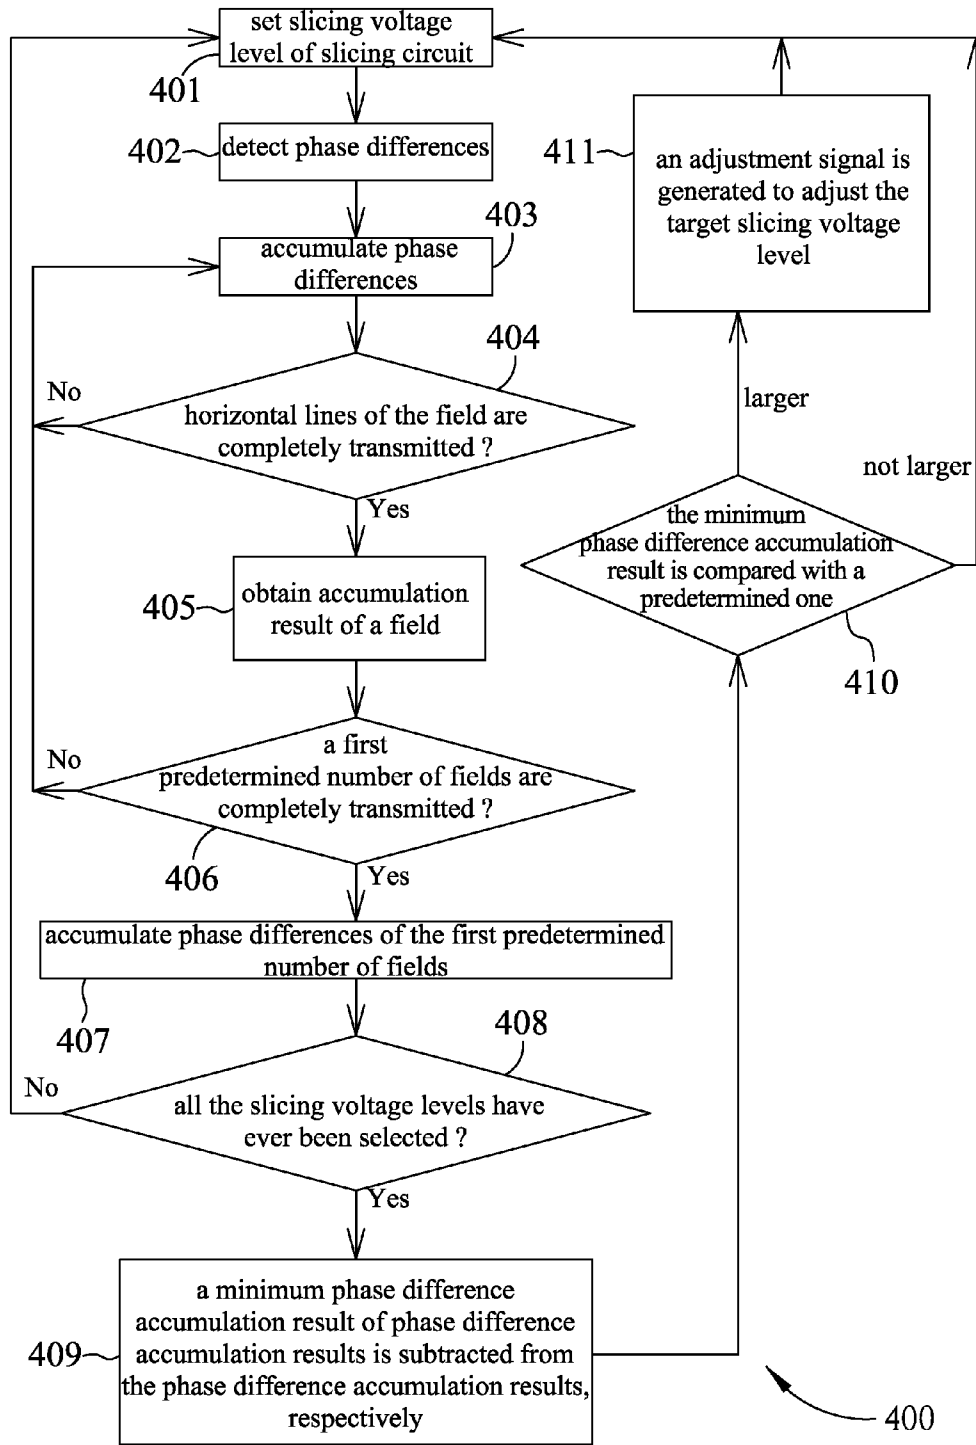 set slicing voltage
level of slicing circuit
401
detect phase differences
402
accumulate phase
differences
403
horizontal lines of the field are
completely transmitted ?
404
No
Yes
obtain accumulation
result of a field
405
a first
predetermined number of fields are
completely transmitted ?
406
No
Yes
accumulate phase differences of the first predetermined
number of fields
407
all the slicing voltage levels have
ever been selected ?
408
No
Yes
a minimum phase difference
accumulation result of phase difference
accumulation results is subtracted from
the phase difference accumulation results,
respectively
409
the minimum
phase difference accumulation
result is compared with a
predetermined one
410
larger
not larger
an adjustment signal is
generated to adjust the
target slicing voltage
level
411
400